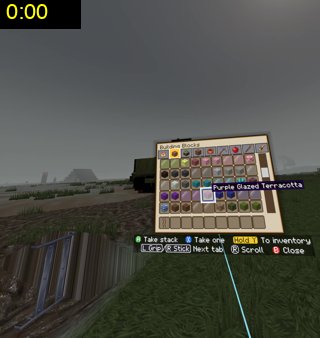 0:00
Building Blocks
Purple Glazed Terracotta
A Take stack X Take one Hold Y To inventory
L Grip/R Stick Next tab R Scroll B Close